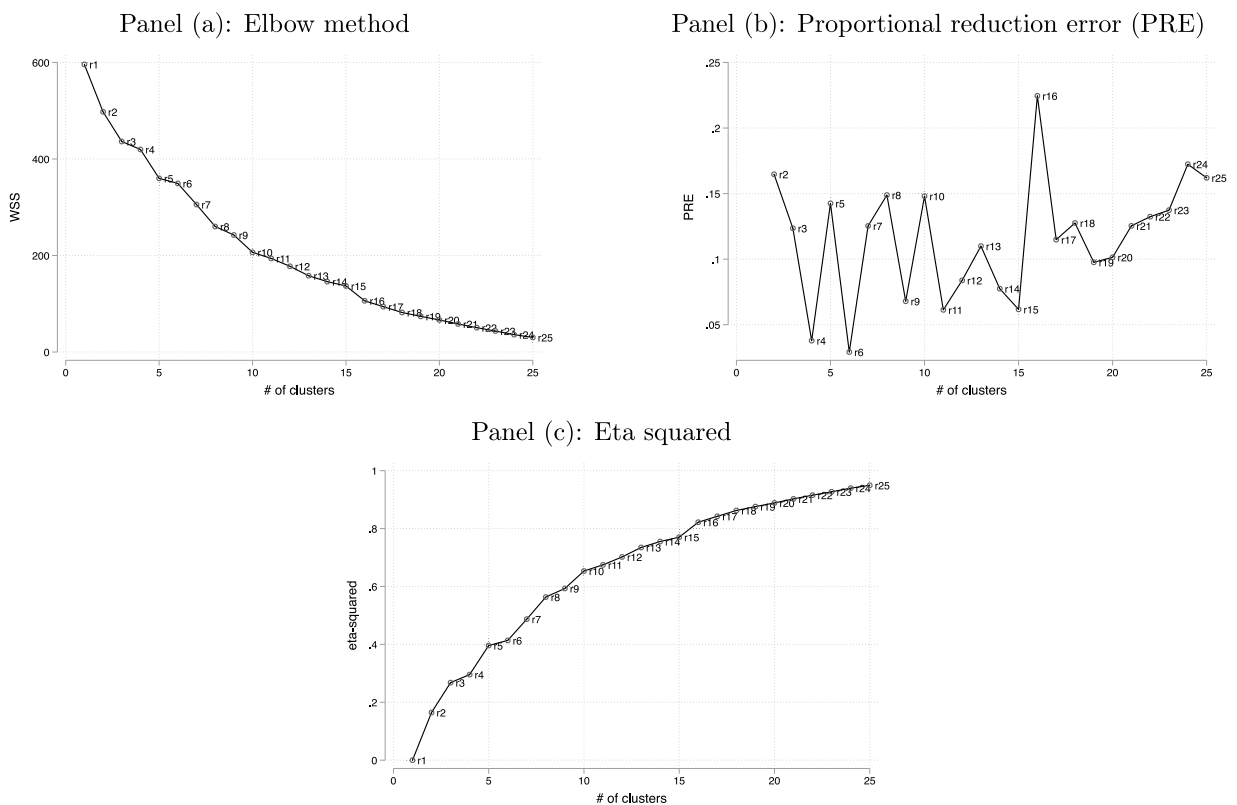 Panel (a): Elbow method
600
400
200
0
WSS
r1
r2
r3
r4
r5
r6
r7
r8
r9
r10
r11
r12
r13
r14
r15
r16
r17
r18
r19
r20
r21
r22
r23
r24
r25
0 5 10 15 20 25
# of clusters
Panel (b): Proportional reduction error (PRE)
.25
.2
.15
.1
.05
PRE
r2
r3
r4
r5
r6
r7
r8
r9
r10
r11
r12
r13
r14
r15
r16
r17
r18
r19
r20
r21
r22
r23
r24
r25
0 5 10 15 20 25
# of clusters
Panel (c): Eta squared
1
.8
.6
.4
.2
0
eta-squared
r1
r2
r3
r4
r5
r6
r7
r8
r9
r10
r11
r12
r13
r14
r15
r16
r17
r18
r19
r20
r21
r22
r23
r24
r25
0 5 10 15 20 25
# of clusters